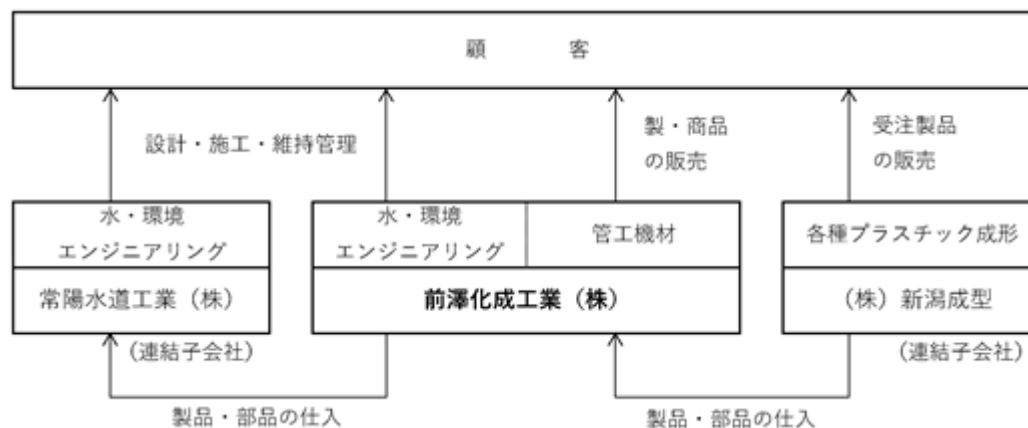 顧　客
設計・施工・維持管理
製・商品
の販売
受注製品
の販売
水・環境
エンジニアリング
常陽水道工業（株）
（連結子会社）
水・環境
エンジニアリング
管工機材
前澤化成工業（株）
各種プラスチック成形
（株）新潟成型
（連結子会社）
製品・部品の仕入
製品・部品の仕入